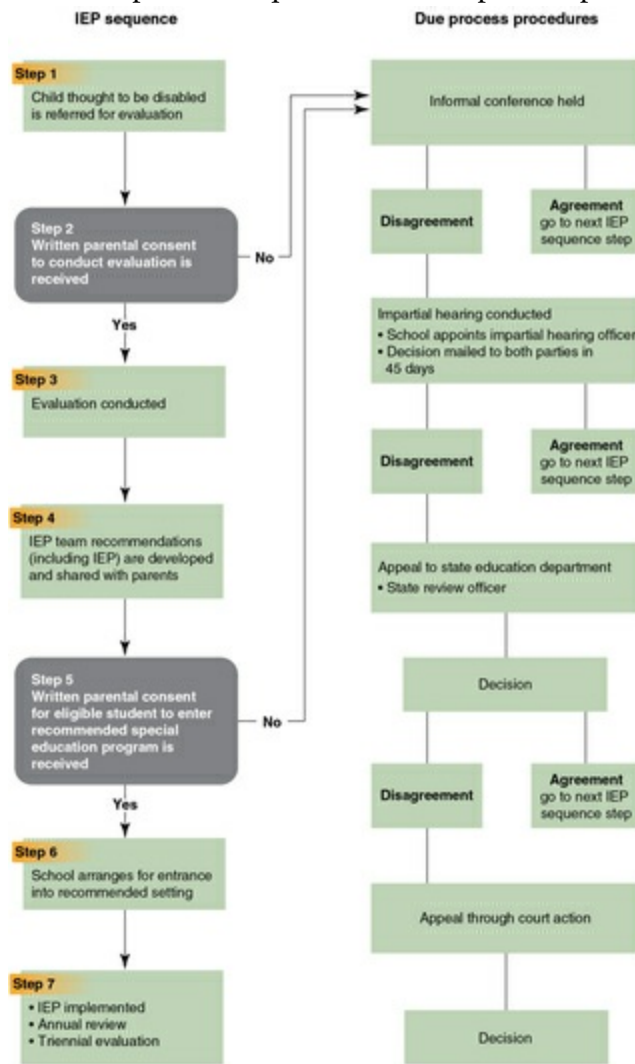 IEP sequence
Step 1
Child thought to be disabled
is referred for evaluation
Step 2
Written parental consent
to conduct evaluation is
received
No
Yes
Step 3
Evaluation conducted
Step 4
IEP team recommendations
(including IEP) are developed
and shared with parents
Step 5
Written parental consent
for eligible student to enter
recommended special
education program is
received
No
Yes
Step 6
School arranges for entrance
into recommended setting
Step 7
• IEP implemented
• Annual review
• Triennial evaluation
Due process procedures
Informal conference held
Disagreement
Agreement
go to next IEP
sequence step
Impartial hearing conducted
• School appoints impartial hearing officer
• Decision mailed to both parties in
45 days
Disagreement
Agreement
go to next IEP
sequence step
Appeal to state education department
• State review officer
Decision
Disagreement
Agreement
go to next IEP
sequence step
Appeal through court action
Decision